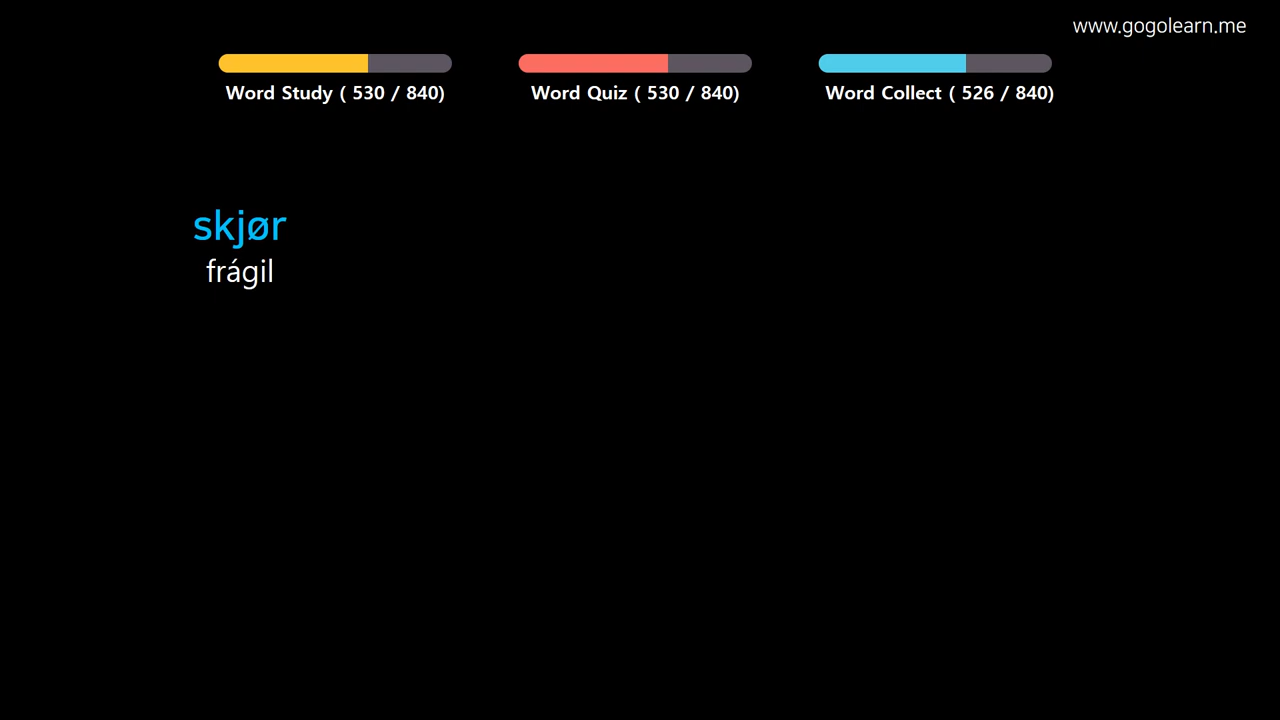 www.gogolearn.me
Word Study ( 530 / 840)
Word Quiz ( 530 / 840)
Word Collect ( 526 / 840)
skjør
frágil